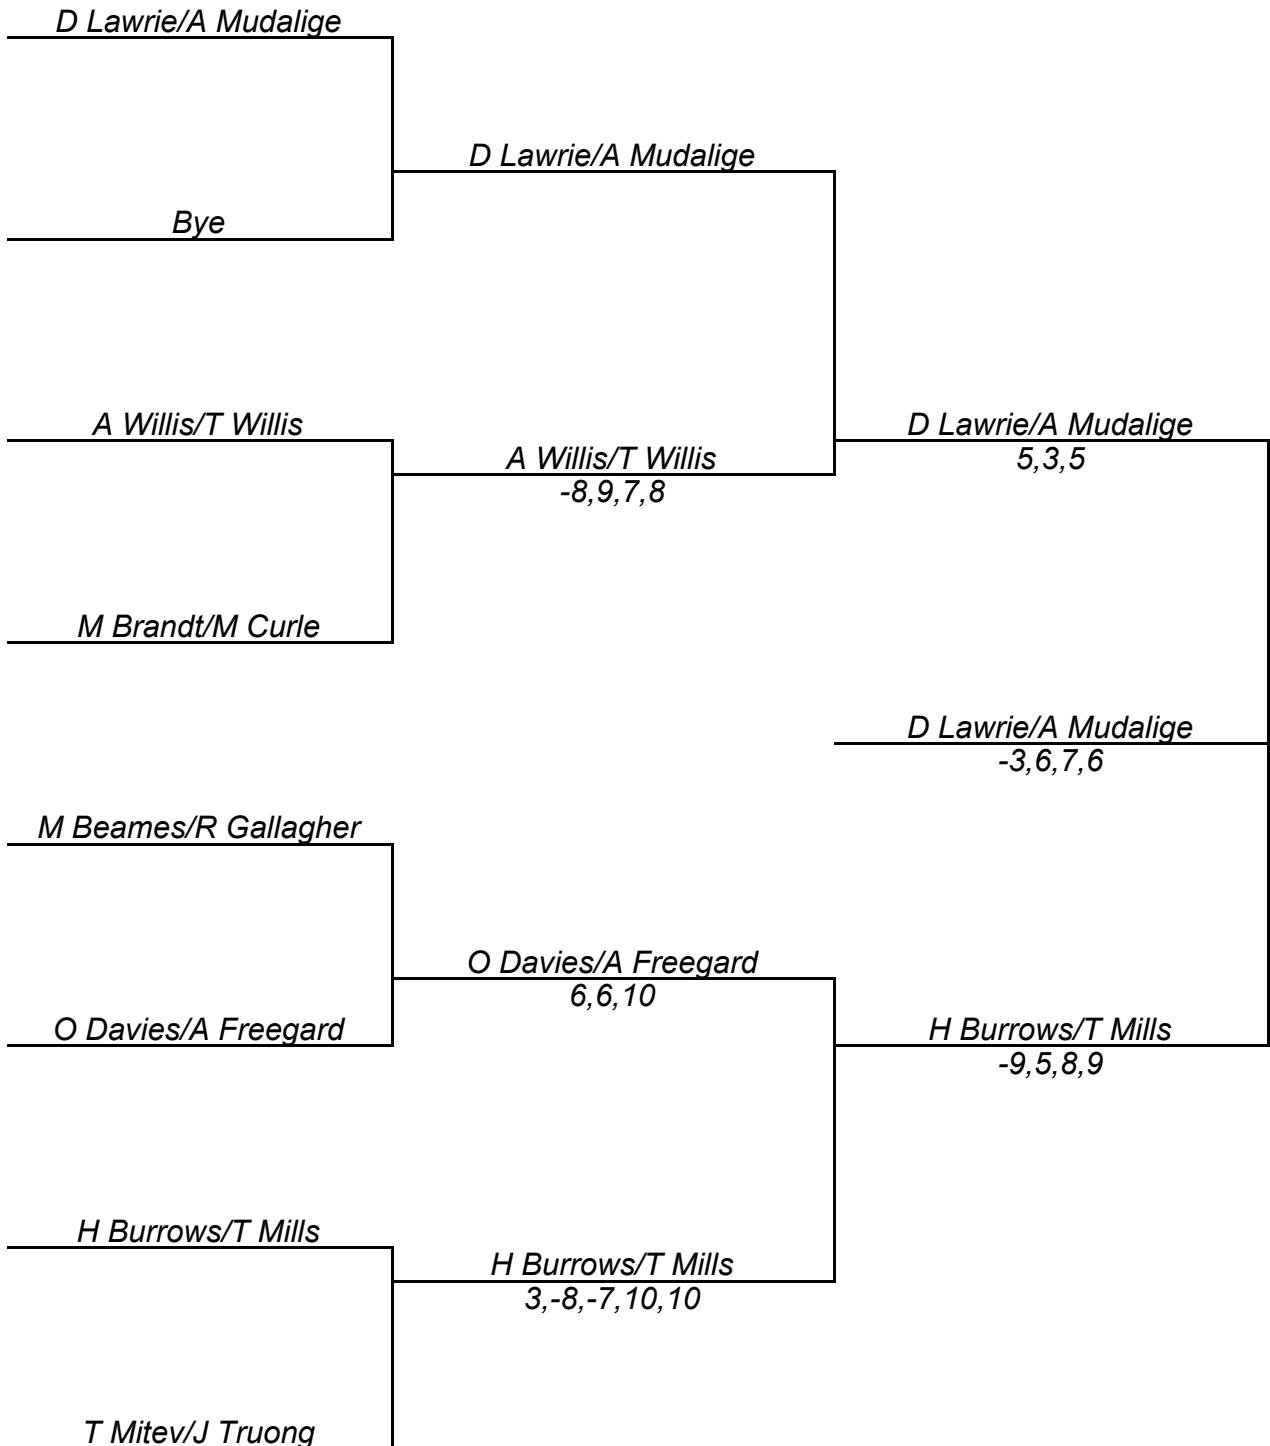 D Lawrie/A Mudalige
D Lawrie/A Mudalige
Bye
A Willis/T Willis
D Lawrie/A Mudalige
5,3,5
A Willis/T Willis
-8,9,7,8
M Brandt/M Curle
D Lawrie/A Mudalige
-3,6,7,6
M Beames/R Gallagher
O Davies/A Freegard
6,6,10
O Davies/A Freegard
H Burrows/T Mills
-9,5,8,9
H Burrows/T Mills
H Burrows/T Mills
3,-8,-7,10,10
T Mitev/J Truong